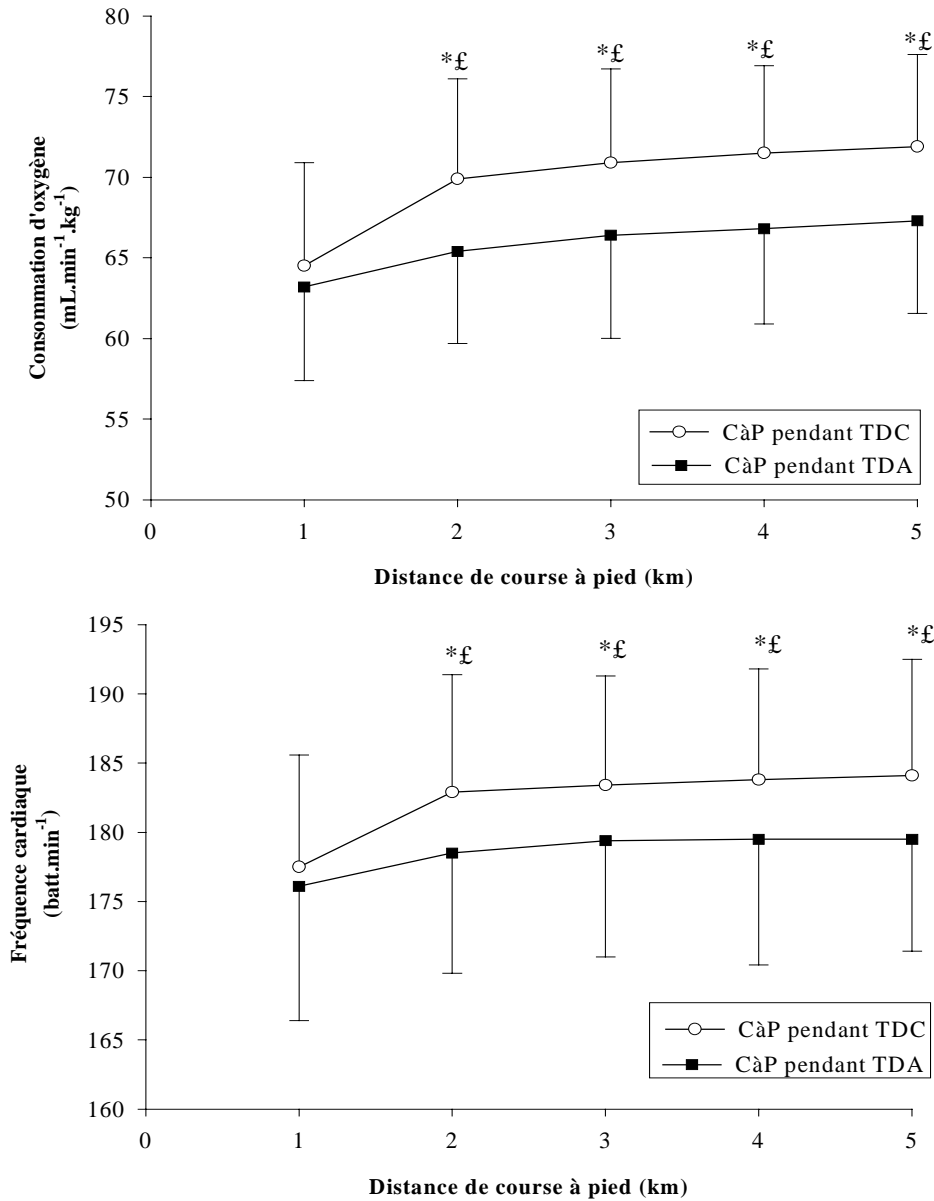 80
75
70
65
60
55
50
*£ *£ *£ *£
Consommation d'oxygène
(mL.min-1.kg-1)
CàP pendant TDC
CàP pendant TDA
0 1 2 3 4 5
Distance de course à pied (km)
195
190
185
180
175
170
165
160
*£ *£ *£ *£
Fréquence cardiaque
(batt.min-1)
CàP pendant TDC
CàP pendant TDA
0 1 2 3 4 5
Distance de course à pied (km)